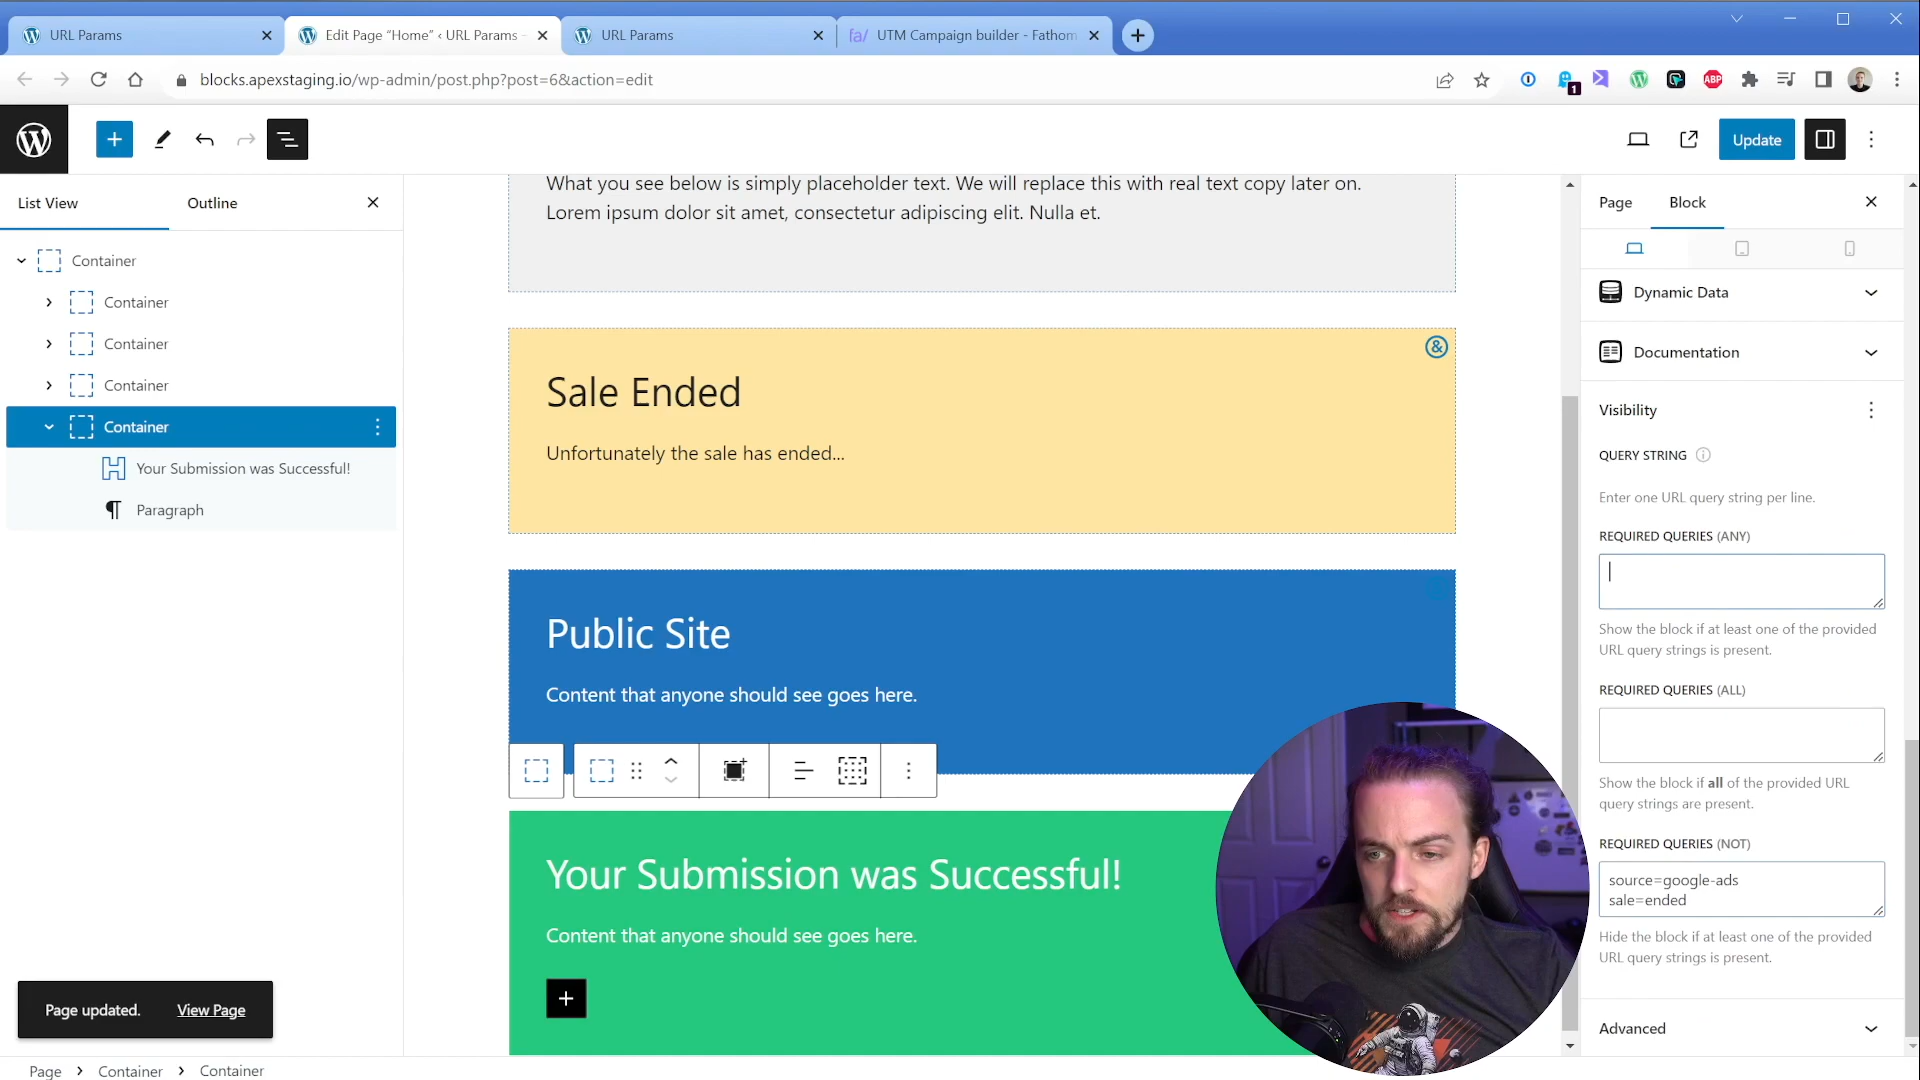 URL Params
Edit Page “Home” ‹ URL Params -
URL Params
fa/ UTM Campaign builder - Fathom
blocks.apexstaging.io/wp-admin/post.php?post=6&action=edit
1
ABP
Update
List View
Outline
Page
Block
Container
Container
Container
Container
Container
Your Submission was Successful!
Paragraph
What you see below is simply placeholder text. We will replace this with real text copy later on.
Lorem ipsum dolor sit amet, consectetur adipiscing elit. Nulla et.
Sale Ended
&
Unfortunately the sale has ended...
Public Site
Content that anyone should see goes here.
Your Submission was Successful!
Content that anyone should see goes here.
Dynamic Data
Documentation
Visibility
QUERY STRING
Enter one URL query string per line.
REQUIRED QUERIES (ANY)
Show the block if at least one of the provided
URL query strings is present.
REQUIRED QUERIES (ALL)
Show the block if all of the provided URL
query strings are present.
REQUIRED QUERIES (NOT)
source=google-ads
sale=ended
Hide the block if at least one of the provided
URL query strings is present.
Advanced
Page updated.
View Page
Page › Container › Container